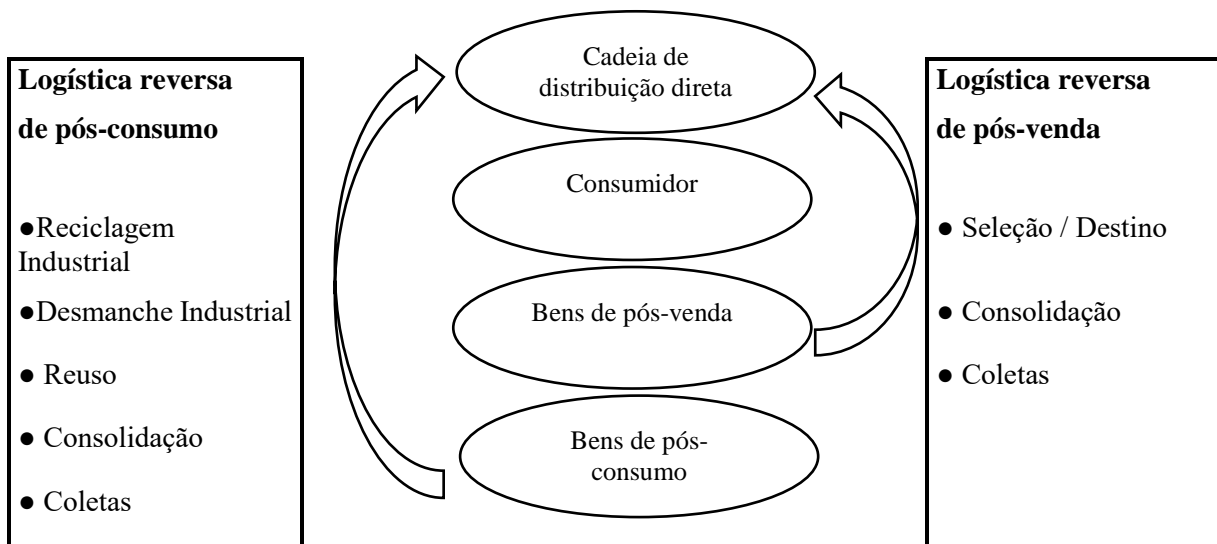 Logística reversa
de pós-consumo
●Reciclagem
Industrial
●Desmanche Industrial
● Reuso
● Consolidação
● Coletas
Cadeia de
distribuição direta
Consumidor
Bens de pós-venda
Bens de pós-
consumo
Logística reversa
de pós-venda
● Seleção / Destino
● Consolidação
● Coletas